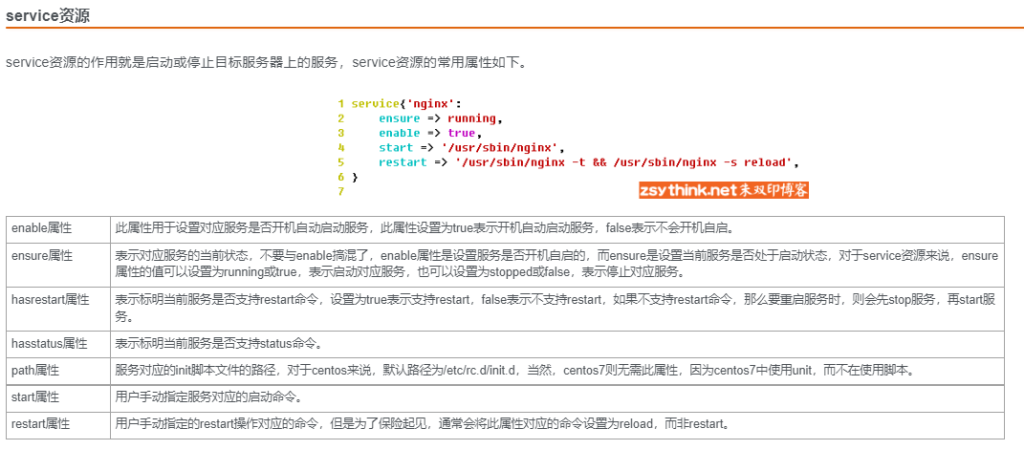 service资源
service资源的作用就是启动或停止目标服务器上的服务，service资源的常用属性如下。
1 service{'nginx':
2     ensure => running,
3     enable => true,
4     start => '/usr/sbin/nginx',
5     restart => '/usr/sbin/nginx -t && /usr/sbin/nginx -s reload',
6 }
7
zsythink.net朱双印博客
enable属性 此属性用于设置对应服务是否开机自动启动服务，此属性设置为true表示开机自动启动服务，false表示不会开机自启。
ensure属性 表示对应服务的当前状态，不要与enable搞混了，enable属性是设置服务是否开机自启的，而ensure是设置当前服务是否处于启动状态，对于service资源来说，ensure
属性的值可以设置为running或true，表示启动对应服务，也可以设置为stopped或false，表示停止对应服务。
hasrestart属性 表示标明当前服务是否支持restart命令，设置为true表示支持restart，false表示不支持restart，如果不支持restart命令，那么要重启服务时，则会先stop服务，再start服
务。
hasstatus属性 表示标明当前服务是否支持status命令。
path属性 服务对应的init脚本文件的路径，对于centos来说，默认路径为/etc/rc.d/init.d，当然，centos7则无需此属性，因为centos7中使用unit，而不在使用脚本。
start属性 用户手动指定服务对应的启动命令。
restart属性 用户手动指定的restart操作对应的命令，但是为了保险起见，通常会将此属性对应的命令设置为reload，而非restart。